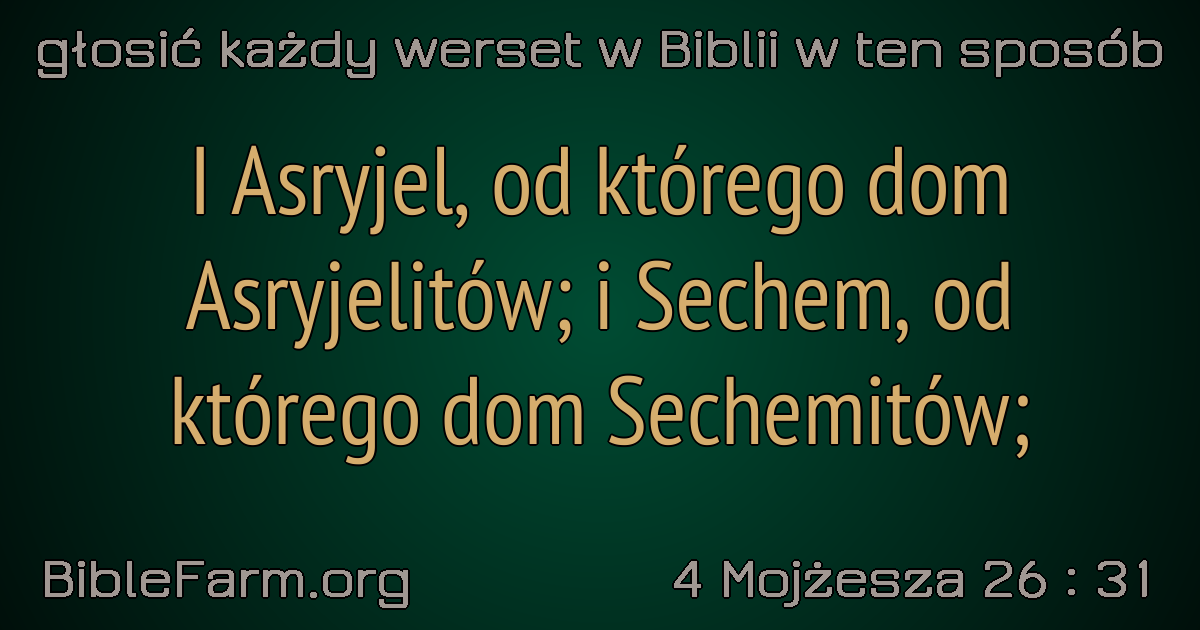 głosić każdy werset w Biblii w ten sposób
I Asryjel, od którego dom
Asryjelitów; i Sechem, od
którego dom Sechemitów;
BibleFarm.org
4 Mojżesza 26 : 31